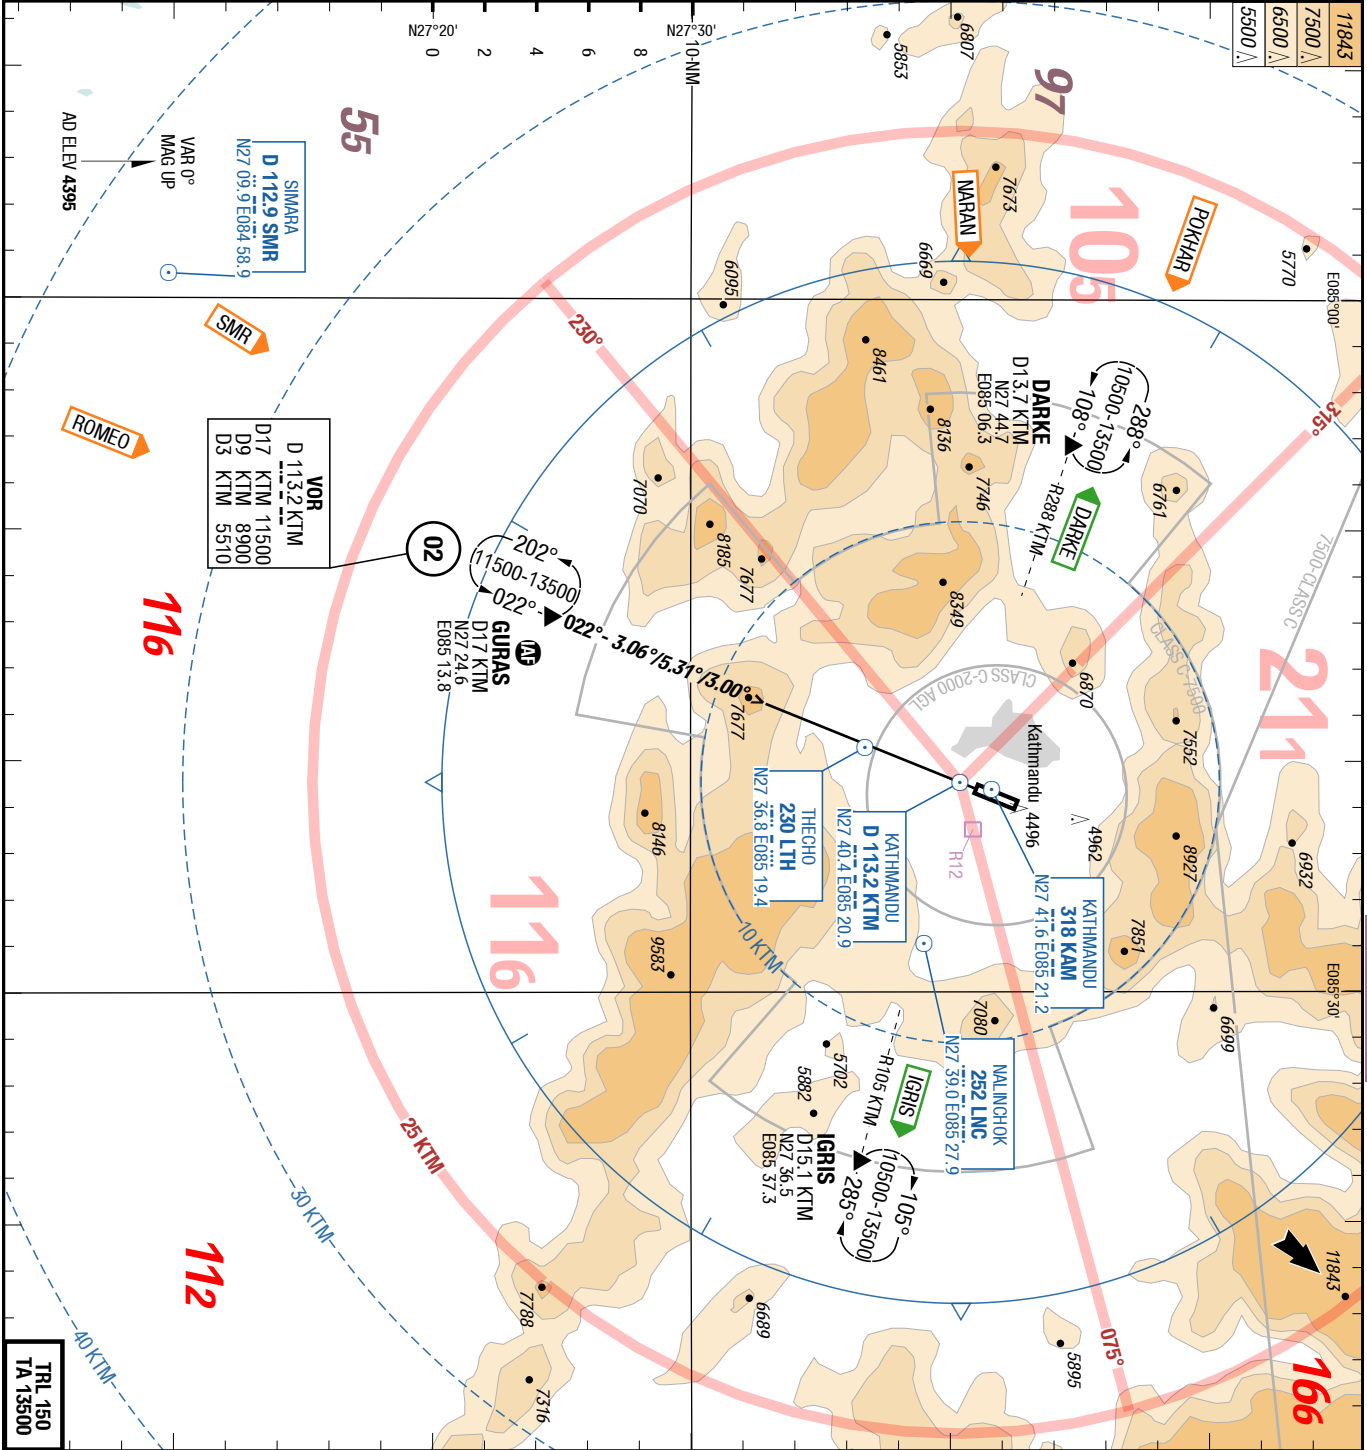 11843
7500
6500
5500
E085°00'
E085°30'
N27°20'
N27°30'
0
2
4
6
8
10-NM
AD ELEV 4395
VAR 0°
MAG UP
SIMARA
D 112.9 SMR
N27 09.9 E084 58.9
VOR
D 113.2 KTM
D17 KTM 11500
D9 KTM 8900
D3 KTM 5510
02
SMR
ROMEO
NARAN
POKHAR
55
97
105
211
116
116
112
166
230°
315°
075°
25 KTM
10 KTM
30 KTM
40 KTM
DARKE
D13.7 KTM
N27 44.7
E085 06.3
288°
10500-13500
108°
R288 KTM
DARKE
202°
11500-13500
022°
022° - 3.06°/5.31°/3.00°
IAF
GURAS
D17 KTM
N27 24.6
E085 13.8
IGRIS
D15.1 KTM
N27 36.5
E085 37.3
105°
10500-13500
285°
R105 KTM
IGRIS
7500-CLASS C
CLASS C-7500
CLASS C-2000 AGL
Kathmandu
R12
THECHO
230 LTH
N27 36.8 E085 19.4
KATHMANDU
D 113.2 KTM
N27 40.4 E085 20.9
KATHMANDU
318 KAM
N27 41.6 E085 21.2
NALINCHOK
252 LNC
N27 39.0 E085 27.9
6807
5853
7673
5770
6669
6095
8461
8136
7746
6761
7070
8185
7677
8349
6870
7552
7677
4496
4962
8927
6932
8146
9583
7851
6699
7080
5702
5882
11843
7788
6689
5895
7316
TRL 150
TA 13500